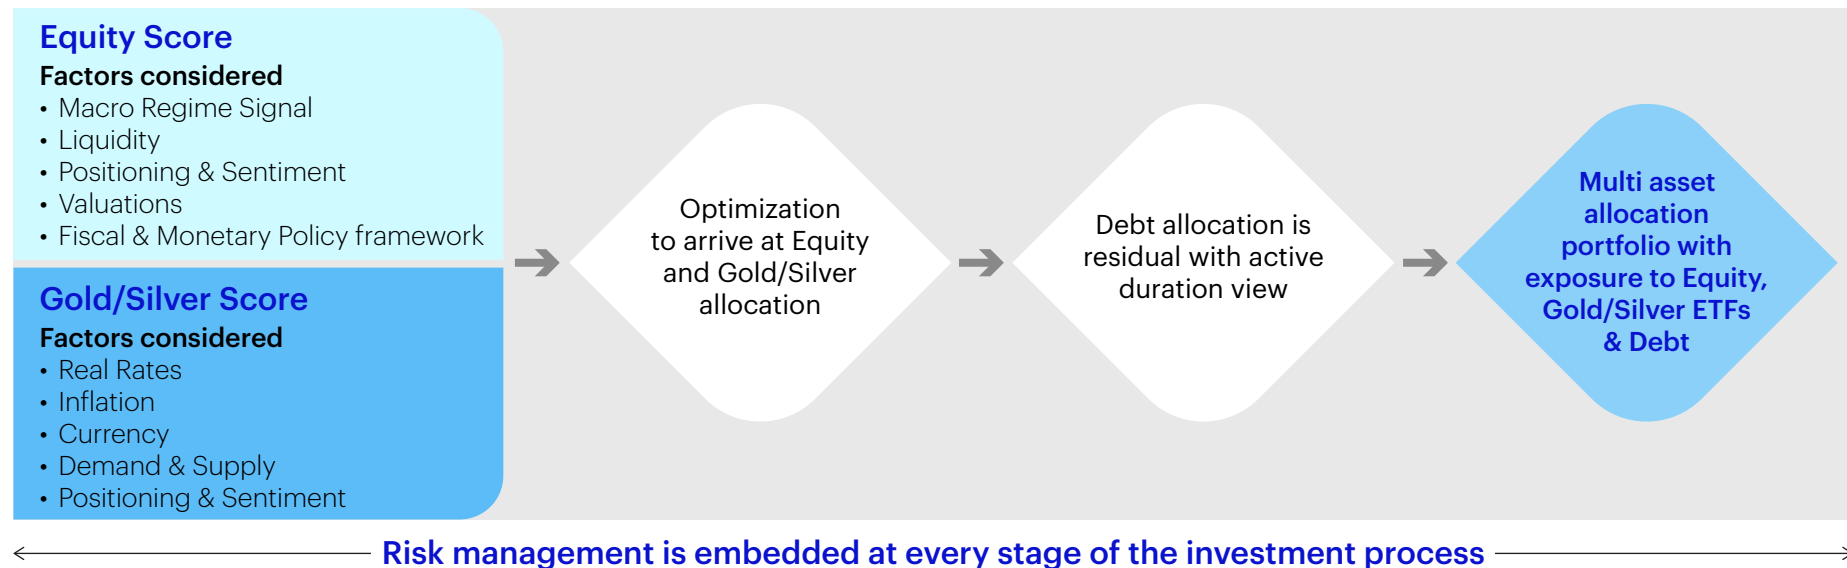 Equity Score
Factors considered
• Macro Regime Signal
• Liquidity
• Positioning & Sentiment
• Valuations
• Fiscal & Monetary Policy framework
Gold/Silver Score
Factors considered
• Real Rates
• Inflation
• Currency
• Demand & Supply
• Positioning & Sentiment
Optimization
to arrive at Equity
and Gold/Silver
allocation
Debt allocation is
residual with active
duration view
Multi asset
allocation
portfolio with
exposure to Equity,
Gold/Silver ETFs
& Debt
Risk management is embedded at every stage of the investment process